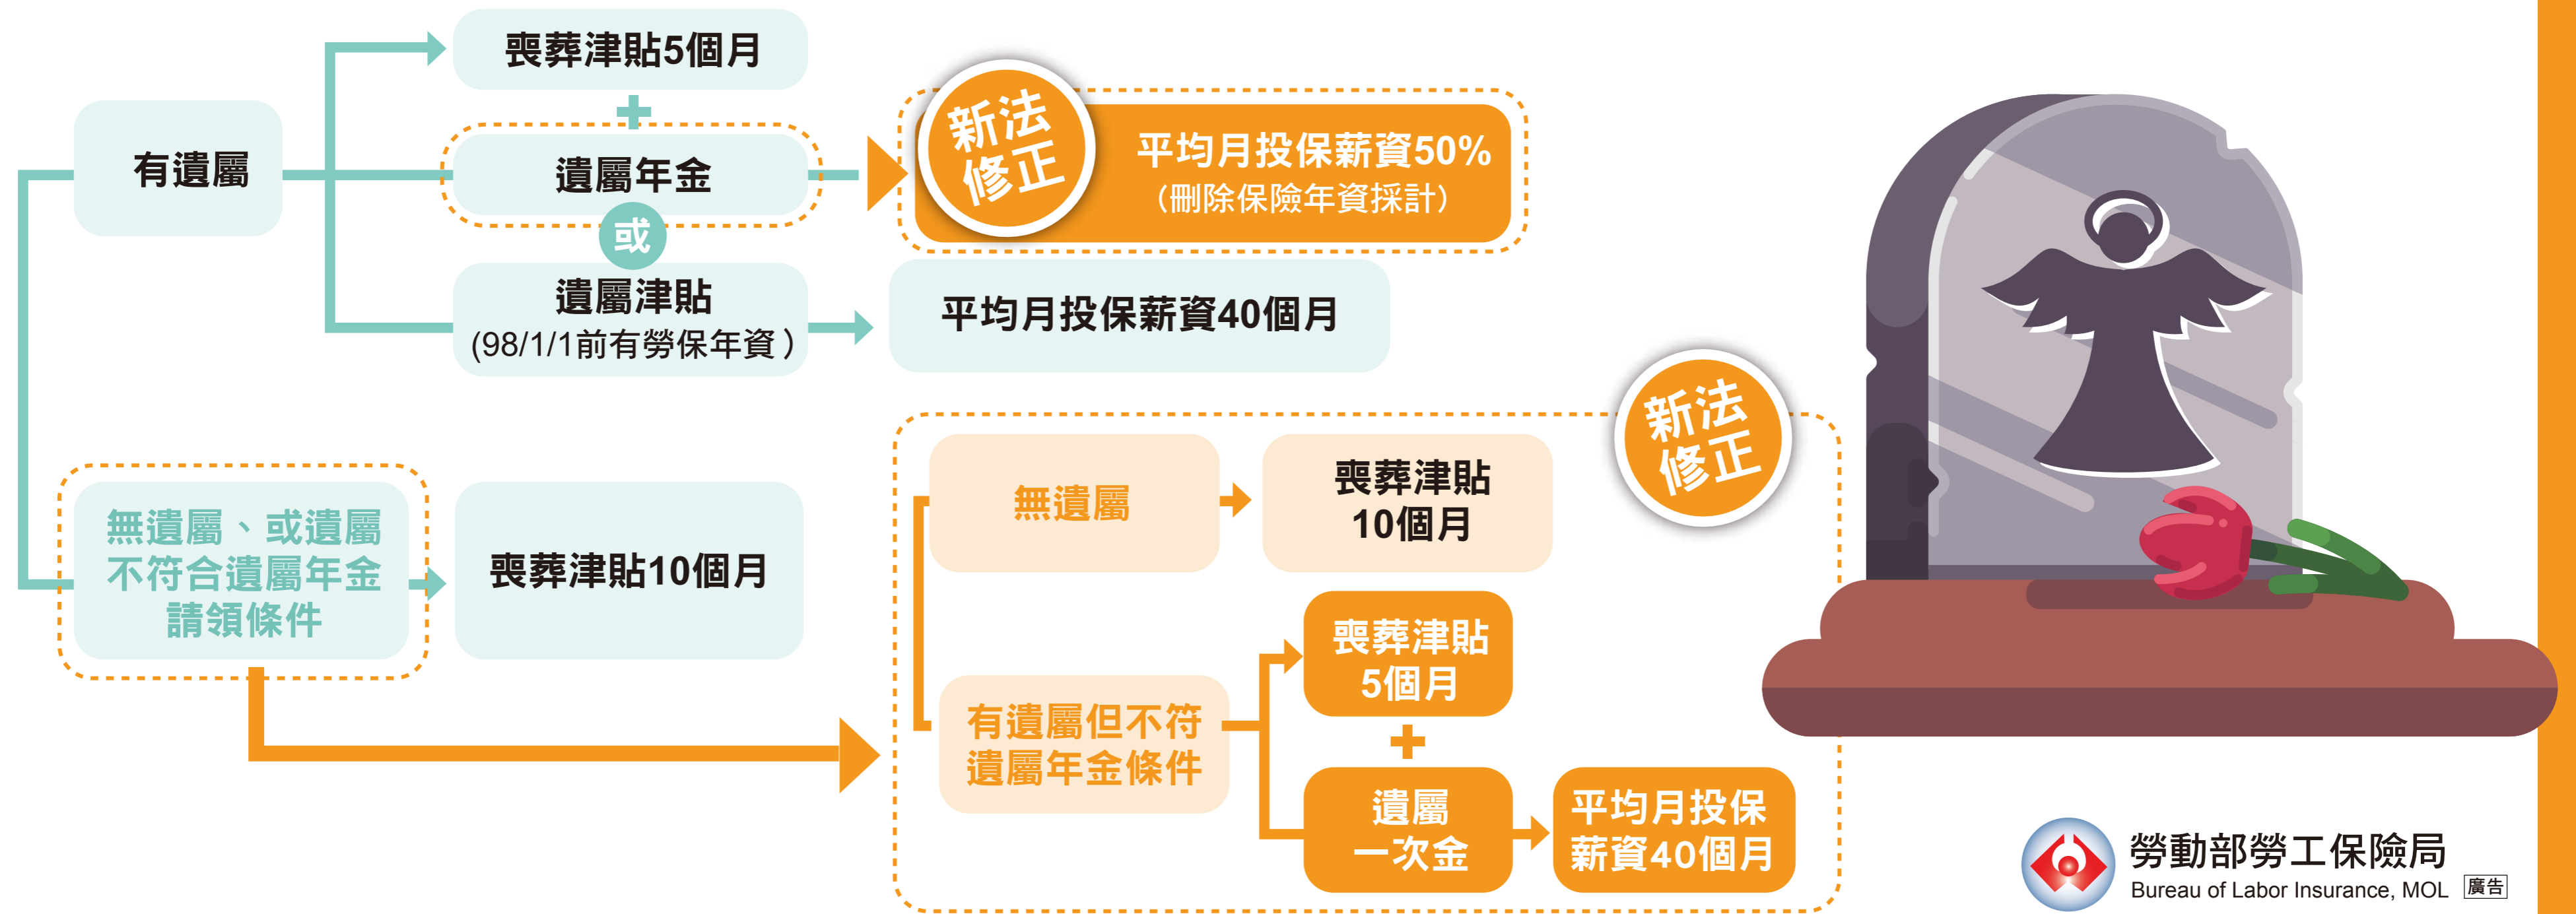 有遺屬
喪葬津貼5個月
+
遺屬年金
或
遺屬津貼
(98/1/1前有勞保年資)
新法
修正
平均月投保薪資50%
(刪除保險年資採計)
平均月投保薪資40個月
無遺屬、或遺屬
不符合遺屬年金
請領條件
喪葬津貼10個月
新法
修正
無遺屬
喪葬津貼
10個月
有遺屬但不符
遺屬年金條件
喪葬津貼
5個月
+
遺屬
一次金
平均月投保
薪資40個月
勞動部勞工保險局
Bureau of Labor Insurance, MOL
廣告